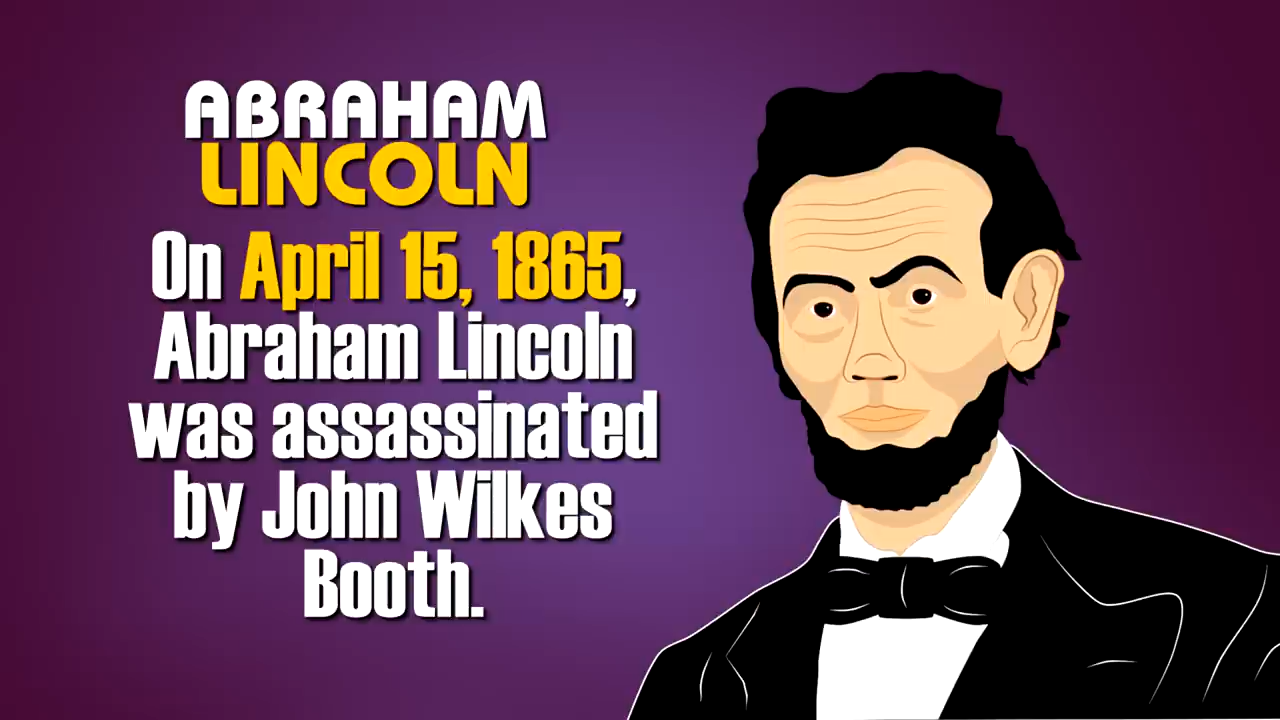 ABRAHAM
LINCOLN
On April 15, 1865,
Abraham Lincoln
was assassinated
by John Wilkes
Booth.